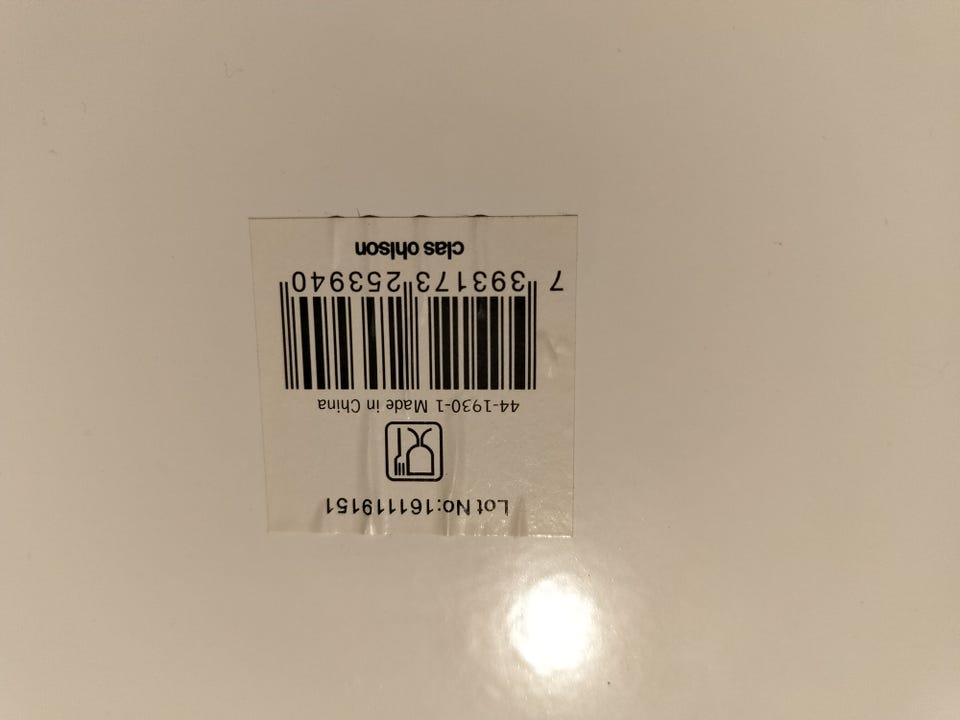 Lot No:161119151
44-1930-1 Made in China
7 393173 253940
clas ohlson